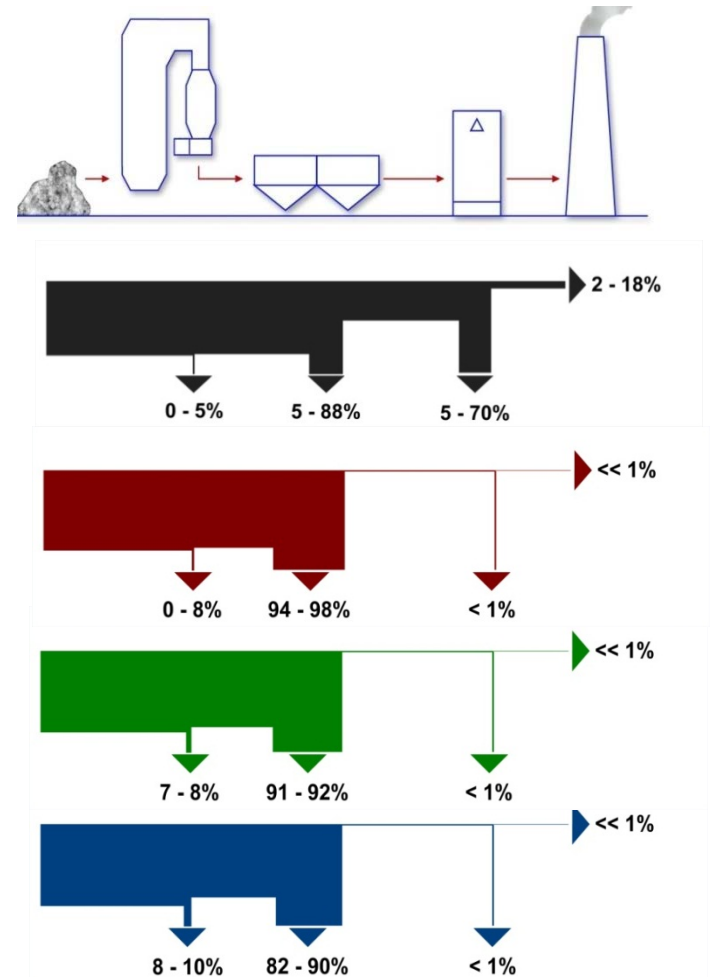 2 - 18%
0 - 5% 5 - 88% 5 - 70%
<< 1%
0 - 8% 94 - 98% < 1%
<< 1%
7 - 8% 91 - 92% < 1%
<< 1%
8 - 10% 82 - 90% < 1%